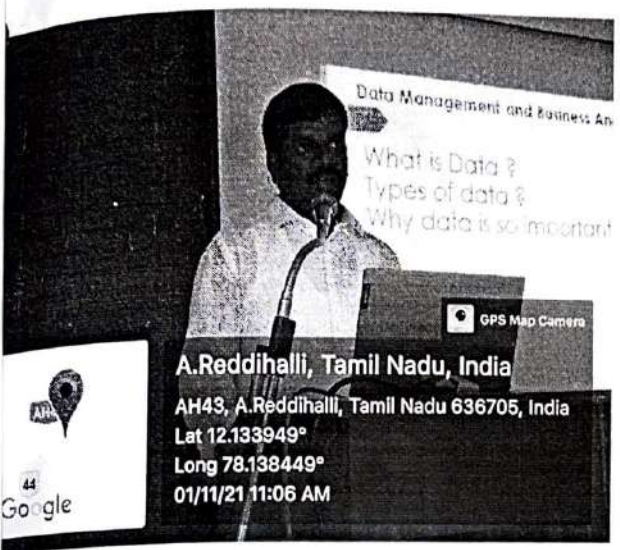 Data Management and Business An
What is Data ?
Types of data ?
Why data is so important
GPS Map Camera
A.Reddihalli, Tamil Nadu, India
AH43, A.Reddihalli, Tamil Nadu 636705, India
Lat 12.133949°
Long 78.138449°
01/11/21 11:06 AM
44
Google